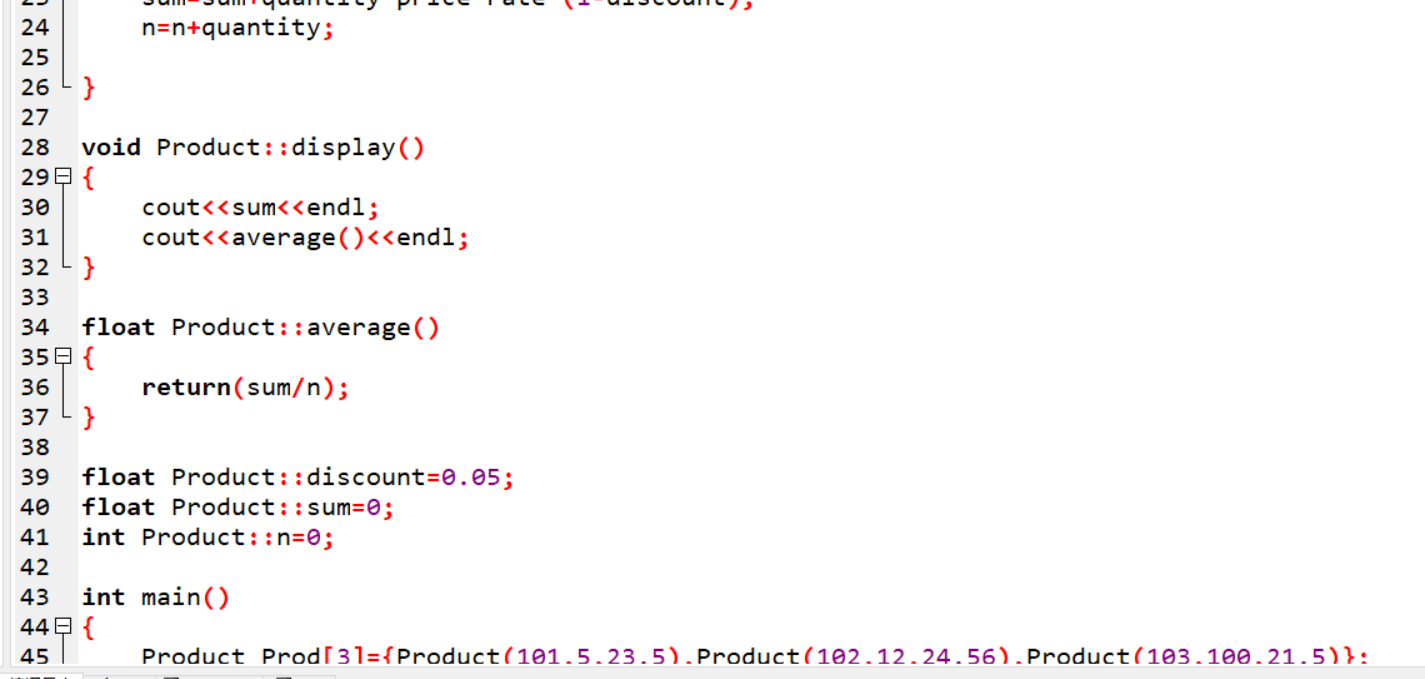 24 n=n+quantity;
25
26 }
27
28 void Product::display()
29 {
30 cout<<sum<<endl;
31 cout<<average()<<endl;
32 }
33
34 float Product::average()
35 {
36 return(sum/n);
37 }
38
39 float Product::discount=0.05;
40 float Product::sum=0;
41 int Product::n=0;
42
43 int main()
44 {
45 Product Prod[3]={Product(101,5,23.5),Product(102,12,24.56),Product(103,100,21.5)};